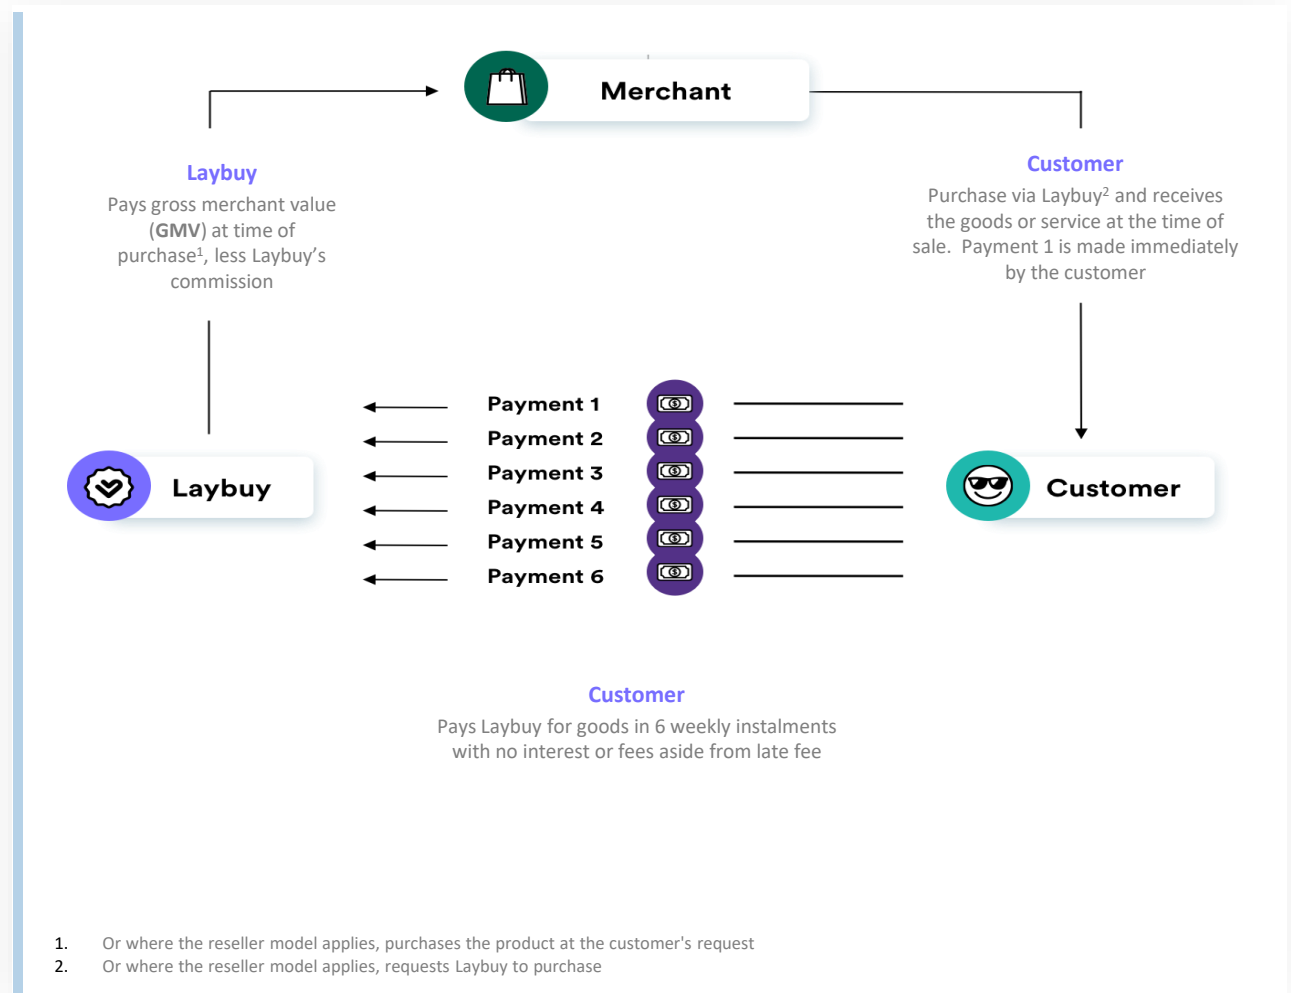 Merchant
Laybuy
Pays gross merchant value
(GMV) at time of
purchase¹, less Laybuy's
commission
Customer
Purchase via Laybuy² and receives
the goods or service at the time of
sale.  Payment 1 is made immediately
by the customer
Payment 1
Payment 2
Payment 3
Payment 4
Payment 5
Payment 6
Laybuy
Customer
Customer
Pays Laybuy for goods in 6 weekly instalments
with no interest or fees aside from late fee
1. Or where the reseller model applies, purchases the product at the customer's request
2. Or where the reseller model applies, requests Laybuy to purchase